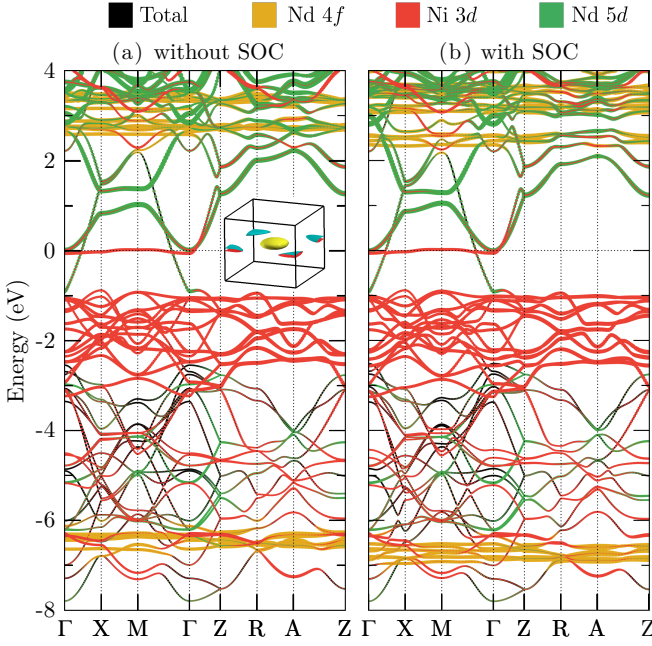 Total Nd 4f Ni 3d Nd 5d
(a) without SOC (b) with SOC
4
2
0
-2
-4
-6
-8
Energy (eV)
Γ X M Γ Z R A Z Γ X M Γ Z R A Z